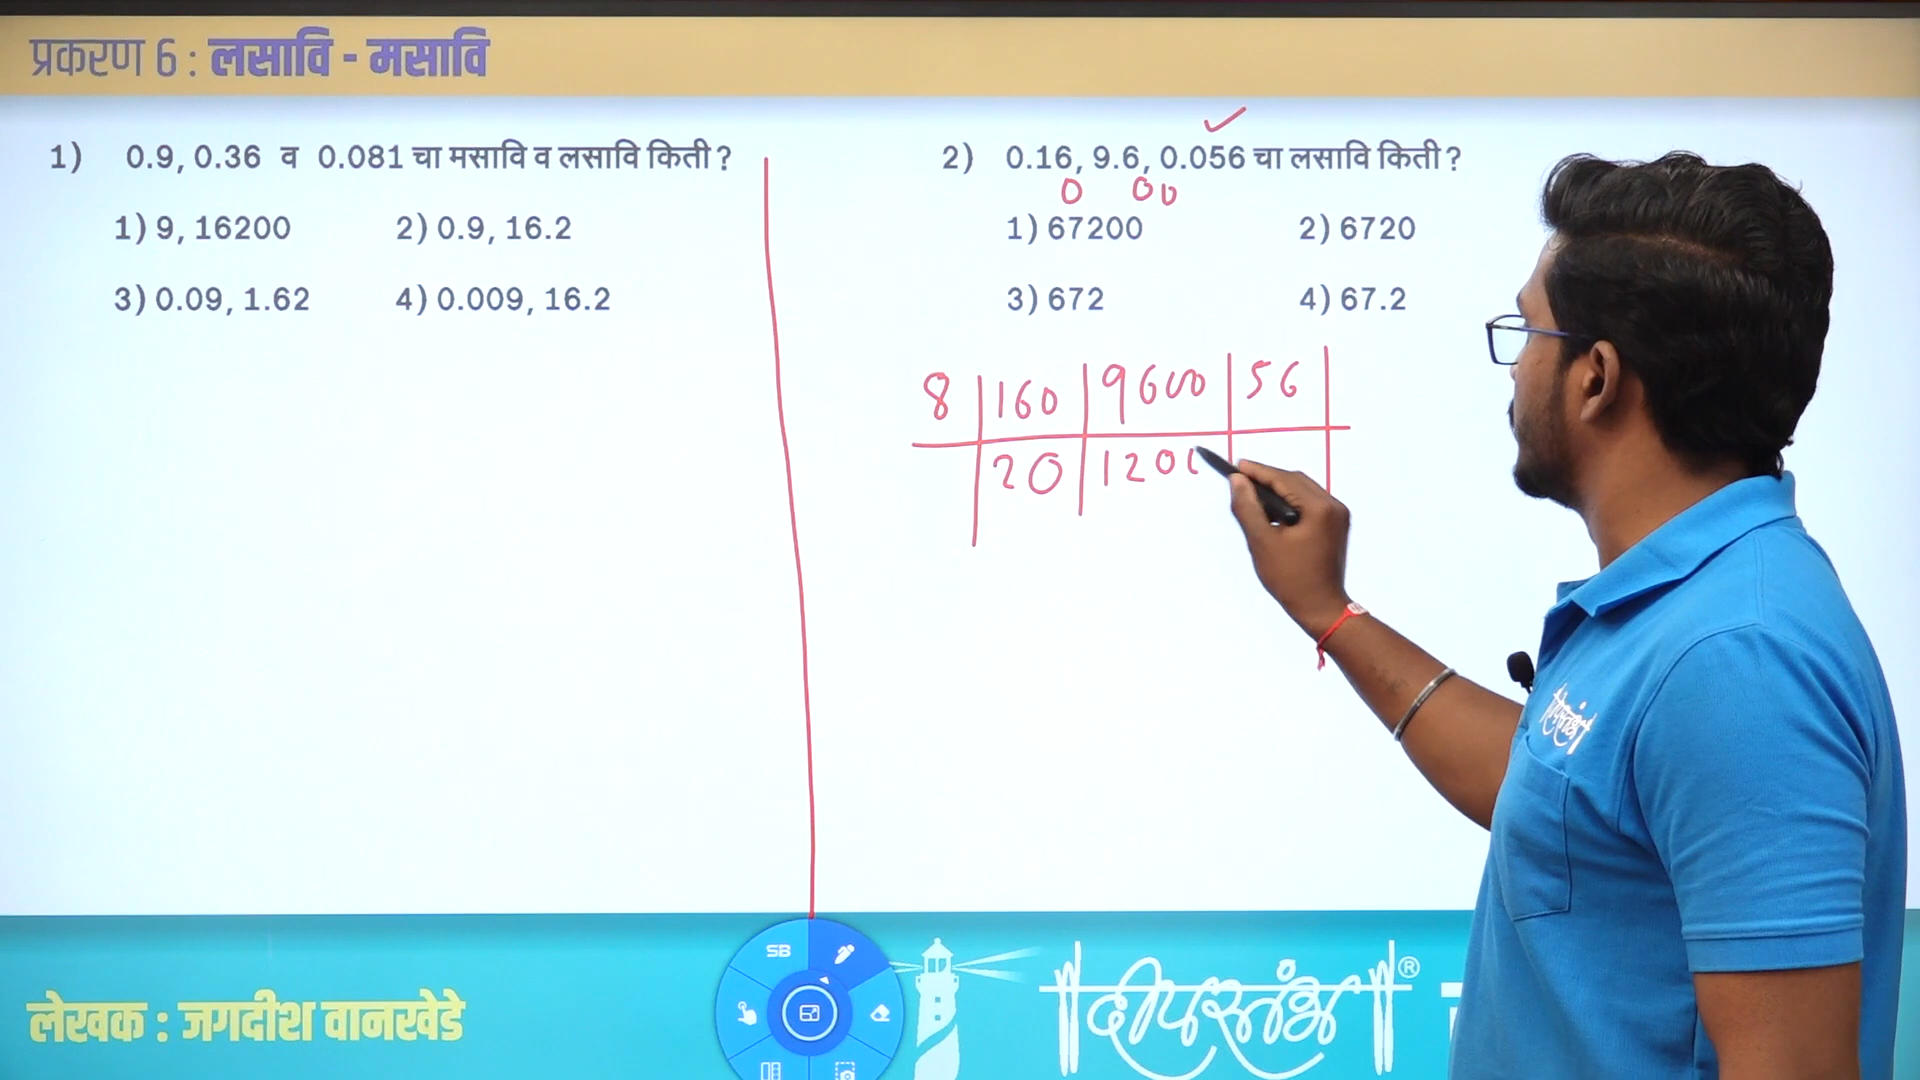 प्रकरण 6 : लसावि - मसावि
1) 0.9, 0.36 व 0.081 चा मसावि व लसावि किती ?
1) 9, 16200 2) 0.9, 16.2
3) 0.09, 1.62 4) 0.009, 16.2
2) 0.16, 9.6, 0.056 चा लसावि किती ?
0 00
1) 67200 2) 6720
3) 672 4) 67.2
8 160 9600 56
20 1200
दीपस्तंभ
SB
दीपस्तंभ ®
लेखक : जगदीश वानखेडे